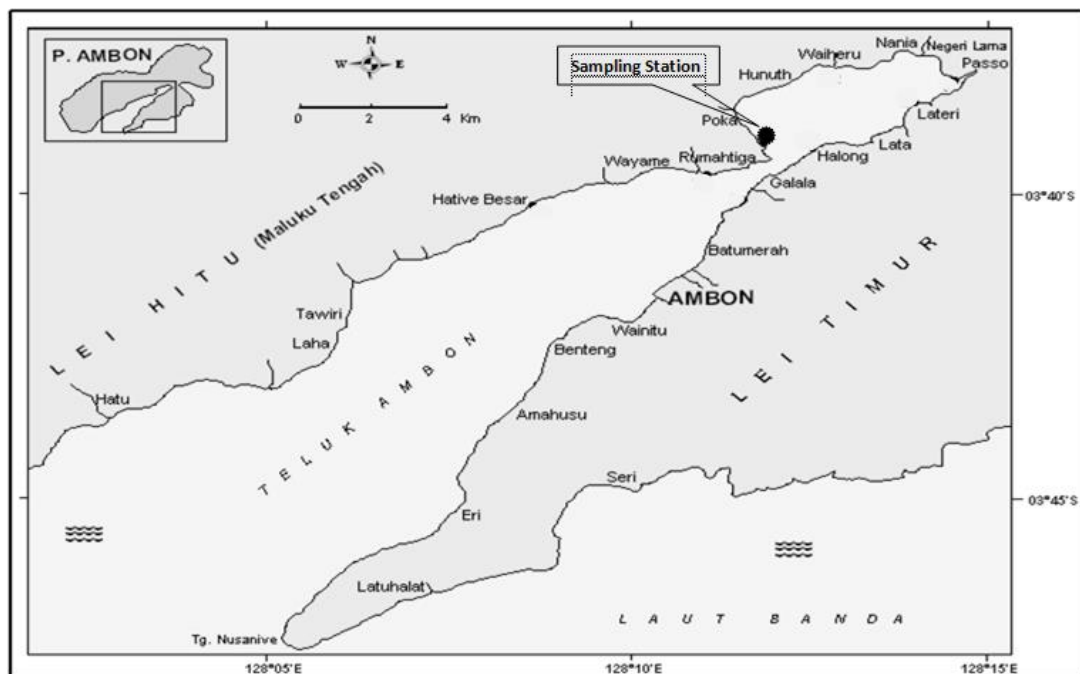 P. AMBON
N
W E
S
0 2 4 Km
Sampling Station
Nania
Negeri Lama
Waiheru
Passo
Hunuth
Lateri
Poka
Lata
Halong
Rumahtiga
Wayame
Galala
Hative Besar
03°40'S
LEI HITU (Maluku Tengah)
Batumerah
AMBON
LEI TIMUR
Tawiri
Wainitu
Laha
Benteng
TELUK AMBON
Hatu
Amahusu
Seri
03°45'S
Eri
Latuhalat
LAUT BANDA
Tg. Nusanive
128°05'E
128°10'E
128°15'E